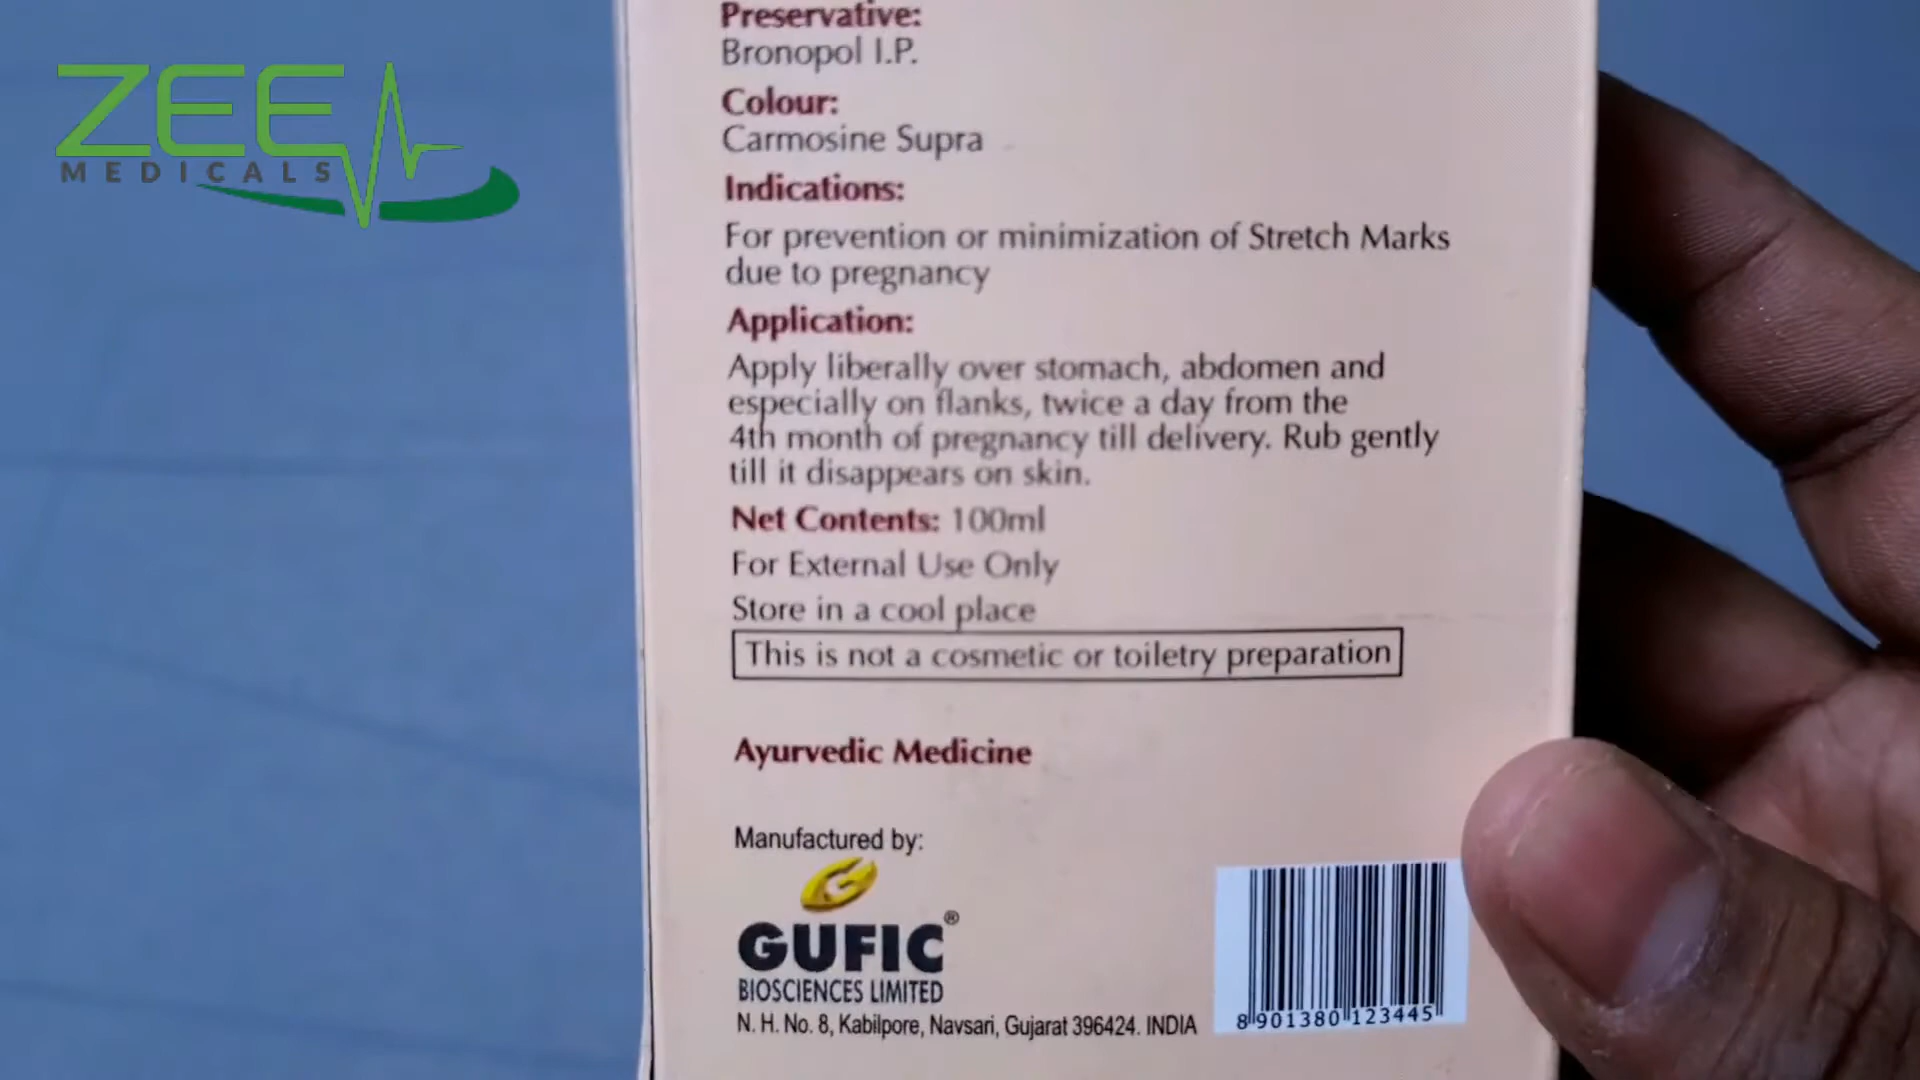 ZEE
MEDICALS
Preservative:
Bronopol I.P.
Colour:
Carmosine Supra
Indications:
For prevention or minimization of Stretch Marks
due to pregnancy
Application:
Apply liberally over stomach, abdomen and
especially on flanks, twice a day from the
4th month of pregnancy till delivery. Rub gently
till it disappears on skin.
Net Contents: 100ml
For External Use Only
Store in a cool place
This is not a cosmetic or toiletry preparation
Ayurvedic Medicine
Manufactured by:
GUFIC®
BIOSCIENCES LIMITED
N. H. No. 8, Kabilpore, Navsari, Gujarat 396424. INDIA
8 901380 123445